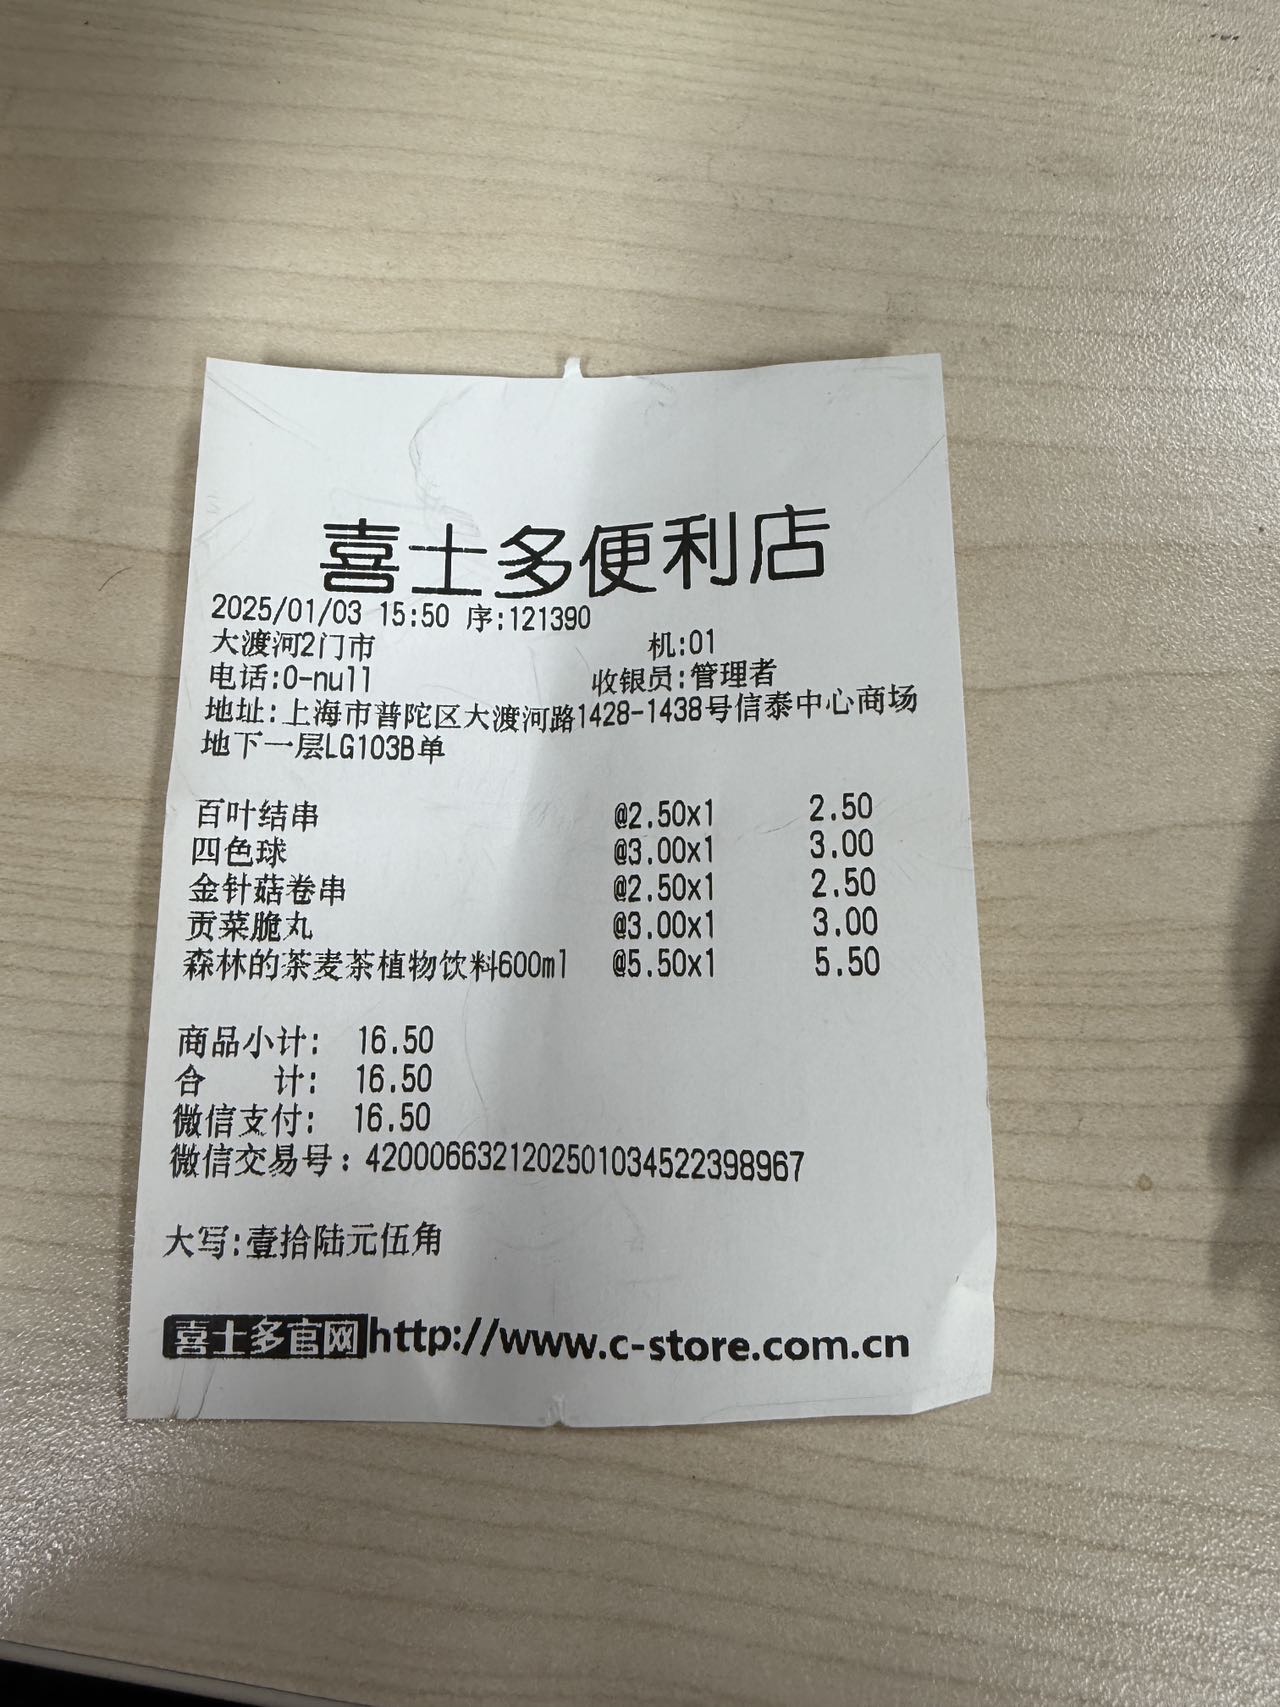 喜士多便利店
2025/01/03 15:50 序:121390
大渡河2门市 机:01
电话:0-null 收银员:管理者
地址:上海市普陀区大渡河路1428-1438号信泰中心商场
地下一层LG103B单
百叶结串 @2.50x1 2.50
四色球 @3.00x1 3.00
金针菇卷串 @2.50x1 2.50
贡菜脆丸 @3.00x1 3.00
森林的茶麦茶植物饮料600ml @5.50x1 5.50
商品小计: 16.50
合 计: 16.50
微信支付: 16.50
微信交易号：4200066321202501034522398967
大写:壹拾陆元伍角
喜士多官网http://www.c-store.com.cn